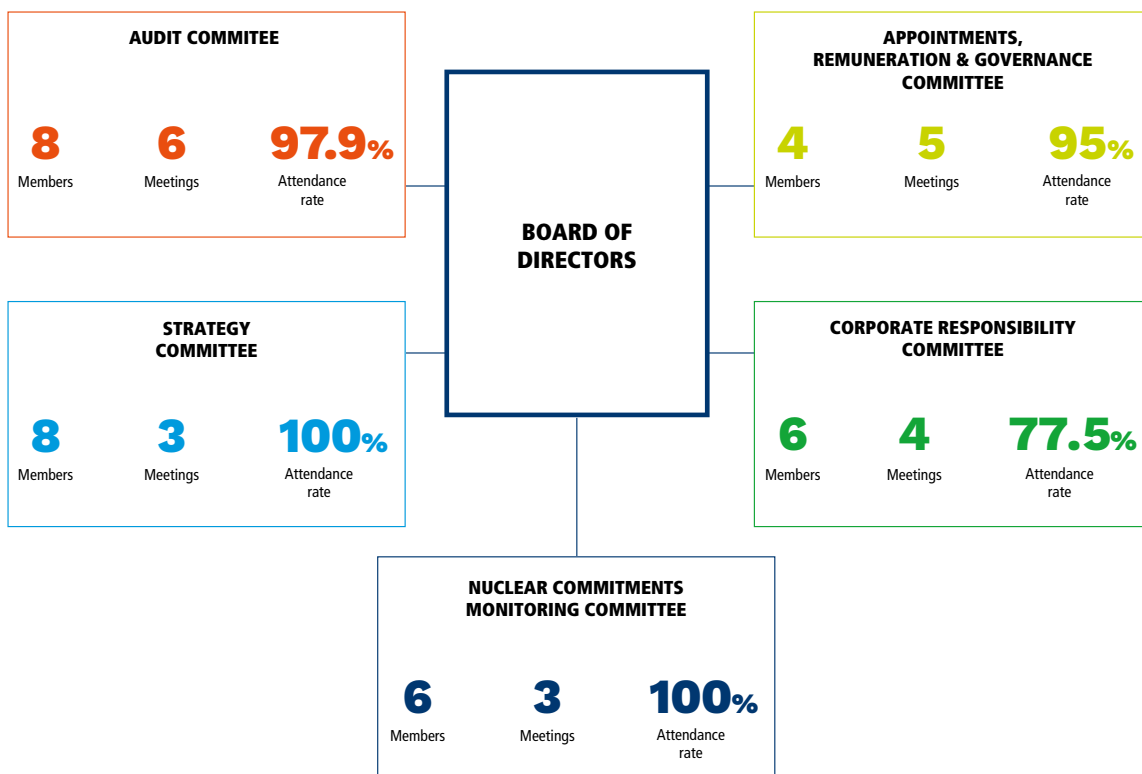 AUDIT COMMITEE
8
6
97.9%
Members
Meetings
Attendance
rate
APPOINTMENTS,
REMUNERATION & GOVERNANCE
COMMITTEE
4
5
95%
Members
Meetings
Attendance
rate
BOARD OF
DIRECTORS
STRATEGY
COMMITTEE
8
3
100%
Members
Meetings
Attendance
rate
CORPORATE RESPONSIBILITY
COMMITTEE
6
4
77.5%
Members
Meetings
Attendance
rate
NUCLEAR COMMITMENTS
MONITORING COMMITTEE
6
3
100%
Members
Meetings
Attendance
rate